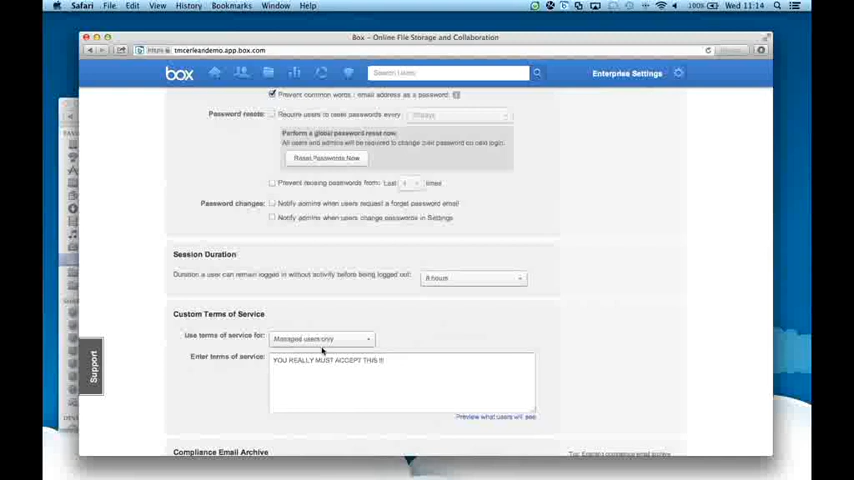 Safari File Edit View History Bookmarks Window Help
100% Wed 11:14
Box – Online File Storage and Collaboration
https tmcerleandemo.app.box.com
box
Enterprise Settings
Prevent common words / email address as a password
Password resets: Require users to reset passwords every
Perform a global password reset now.
All users and admins will be required to change their password on next login.
Reset Passwords Now
Prevent reusing passwords from: Last times
Password changes: Notify admins when users request a forgot password email
Notify admins when users change passwords in Settings
Session Duration
Duration a user can remain logged in without activity before being logged out: 8 hours
Custom Terms of Service
Use terms of service for: Managed users only
Enter terms of service: YOU REALLY MUST ACCEPT THIS !!!
Support
Preview what users will see
Compliance Email Archive